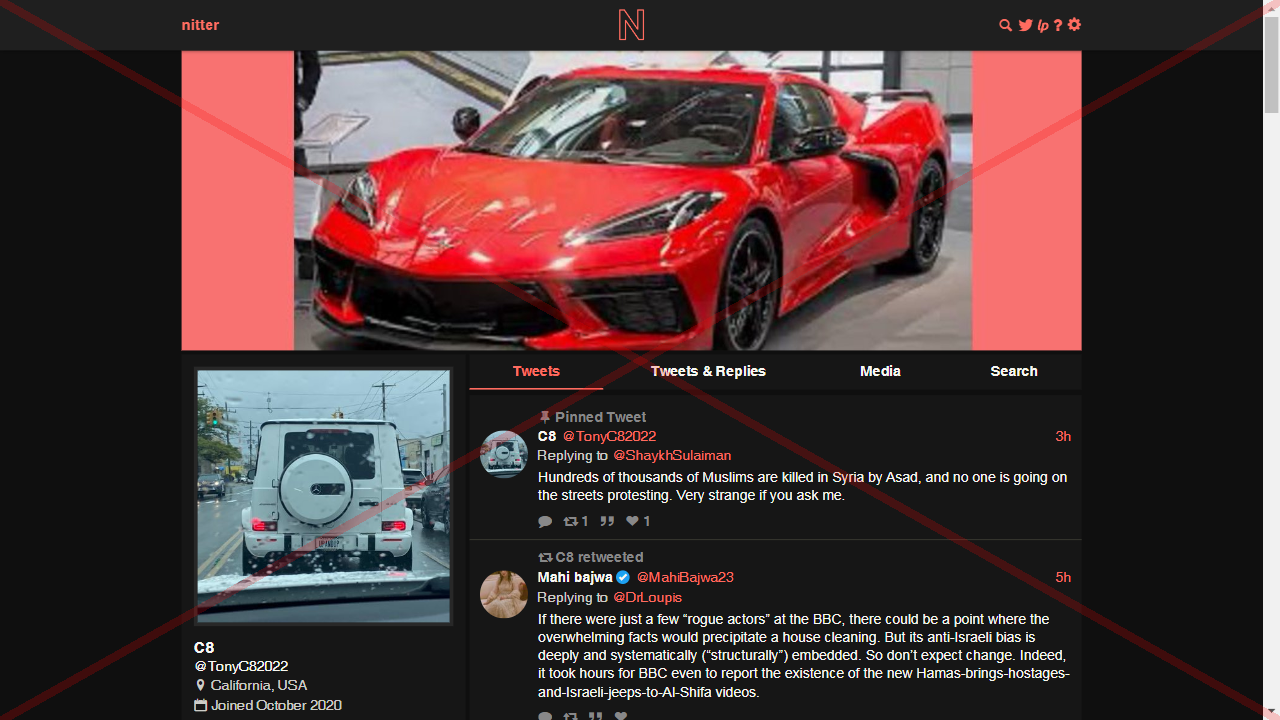 nitter
N
lp ?
Tweets
Tweets & Replies
Media
Search
Pinned Tweet
C8 @TonyC82022
3h
Replying to @ShaykhSulaiman
Hundreds of thousands of Muslims are killed in Syria by Asad, and no one is going on
the streets protesting. Very strange if you ask me.
1
1
C8 retweeted
Mahi bajwa @MahiBajwa23
5h
Replying to @DrLoupis
If there were just a few “rogue actors” at the BBC, there could be a point where the
overwhelming facts would precipitate a house cleaning. But its anti-Israeli bias is
deeply and systematically (“structurally”) embedded. So don’t expect change. Indeed,
it took hours for BBC even to report the existence of the new Hamas-brings-hostages-
and-Israeli-jeeps-to-Al-Shifa videos.
C8
@TonyC82022
California, USA
Joined October 2020